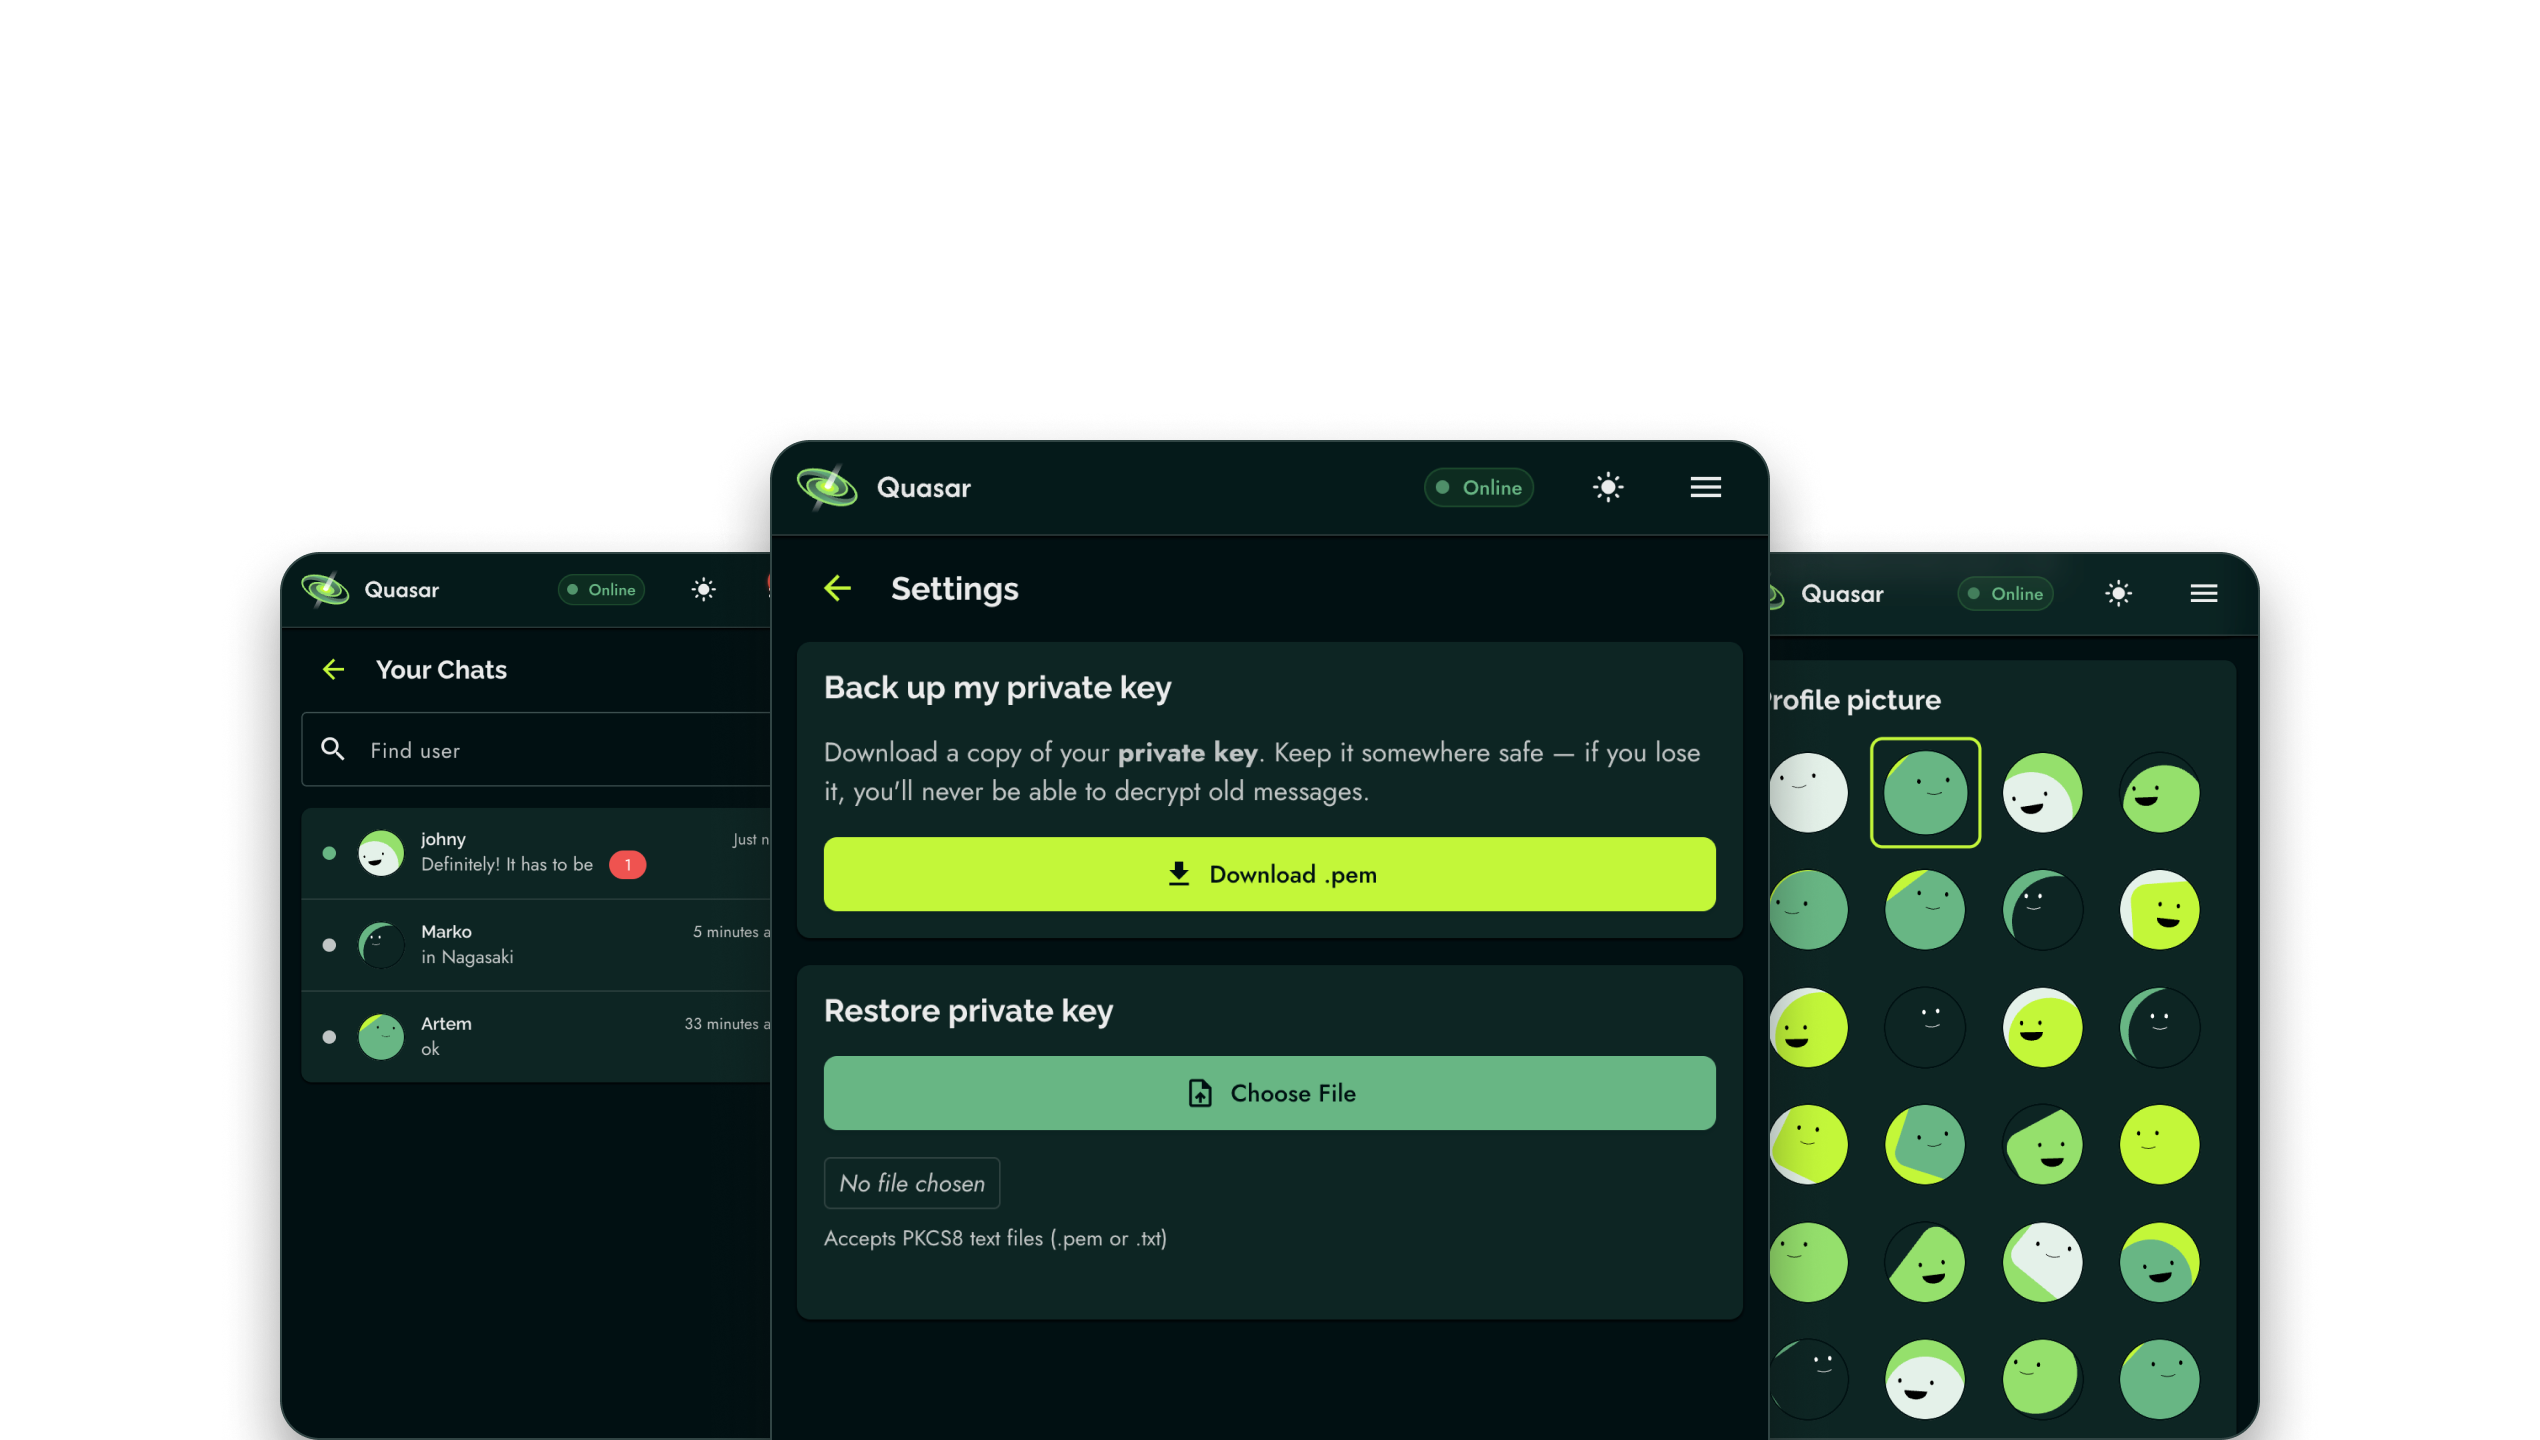 Quasar
Online
Your Chats
Find user
johny
Just n
Definitely! It has to be
1
Marko
5 minutes a
in Nagasaki
Artem
33 minutes a
ok
Quasar
Online
Settings
Back up my private key
Download a copy of your private key. Keep it somewhere safe — if you lose
it, you'll never be able to decrypt old messages.
Download .pem
Restore private key
Choose File
No file chosen
Accepts PKCS8 text files (.pem or .txt)
Quasar
Online
rofile picture